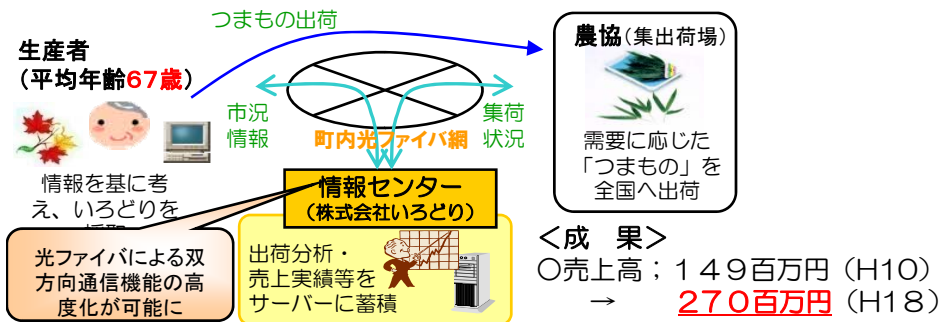 つまもの出荷
生産者
（平均年齢67歳）
市況
情報
町内光ファイバ網
集荷
状況
農協（集出荷場）
需要に応じた
「つまもの」を
全国へ出荷
情報を基に考
え、いろどりを
情報センター
（株式会社いろどり）
光ファイバによる双
方向通信機能の高
度化が可能に
出荷分析・
売上実績等を
サーバーに蓄積
＜成　果＞
○売上高；１４９百万円（H10）
→　２７０百万円（H18）